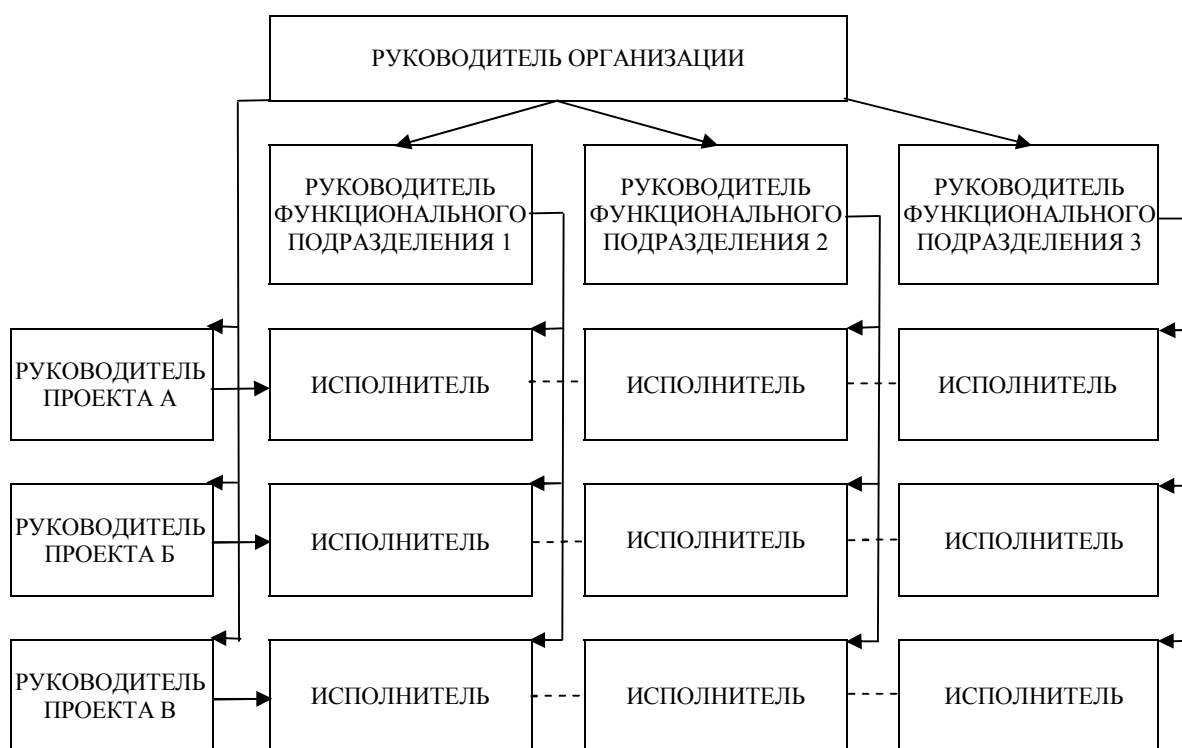 РУКОВОДИТЕЛЬ ОРГАНИЗАЦИИ
РУКОВОДИТЕЛЬ
ФУНКЦИОНАЛЬНОГО
ПОДРАЗДЕЛЕНИЯ 1
РУКОВОДИТЕЛЬ
ФУНКЦИОНАЛЬНОГО
ПОДРАЗДЕЛЕНИЯ 2
РУКОВОДИТЕЛЬ
ФУНКЦИОНАЛЬНОГО
ПОДРАЗДЕЛЕНИЯ 3
РУКОВОДИТЕЛЬ
ПРОЕКТА А
ИСПОЛНИТЕЛЬ
ИСПОЛНИТЕЛЬ
ИСПОЛНИТЕЛЬ
РУКОВОДИТЕЛЬ
ПРОЕКТА Б
ИСПОЛНИТЕЛЬ
ИСПОЛНИТЕЛЬ
ИСПОЛНИТЕЛЬ
РУКОВОДИТЕЛЬ
ПРОЕКТА В
ИСПОЛНИТЕЛЬ
ИСПОЛНИТЕЛЬ
ИСПОЛНИТЕЛЬ